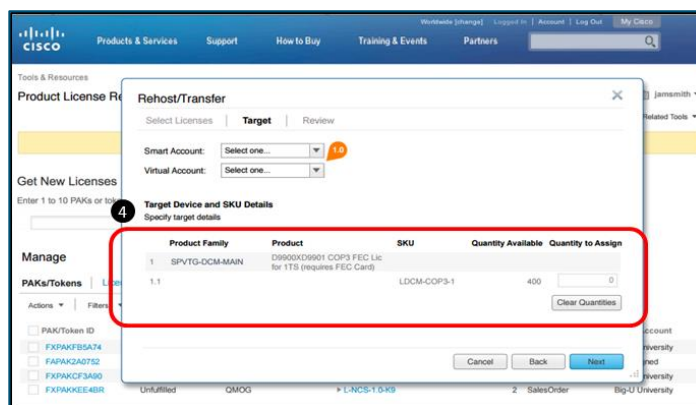 Worldwide [change] Logged In | Account | Log Out My Cisco
CISCO Products & Services Support How to Buy Training & Events Partners
Tools & Resources
Product License Re
Rehost/Transfer
jamsmith
Related Tools
Select Licenses | Target | Review
Smart Account: Select one... 1.0
Virtual Account: Select one...
Get New Licenses
Enter 1 to 10 PAKs or tok
4
Target Device and SKU Details
Specify target details
Product Family Product SKU Quantity Available Quantity to Assign
1 SPVTG-DCM-MAIN D9900XD9901 COP3 FEC Lic
for 1TS (requires FEC Card)
1.1 LDCM-COP3-1 400 0
Clear Quantities
Manage
PAKs/Tokens
Actions Filters
PAK/Token ID
FXPAKFB5A74
FAPAK2A0752
FXPAKCF3A90
Cancel Back Next
FXPAKKEE4BR Unfulfilled QMOG L-NCS-1.0-K9 2 SalesOrder Big-U University